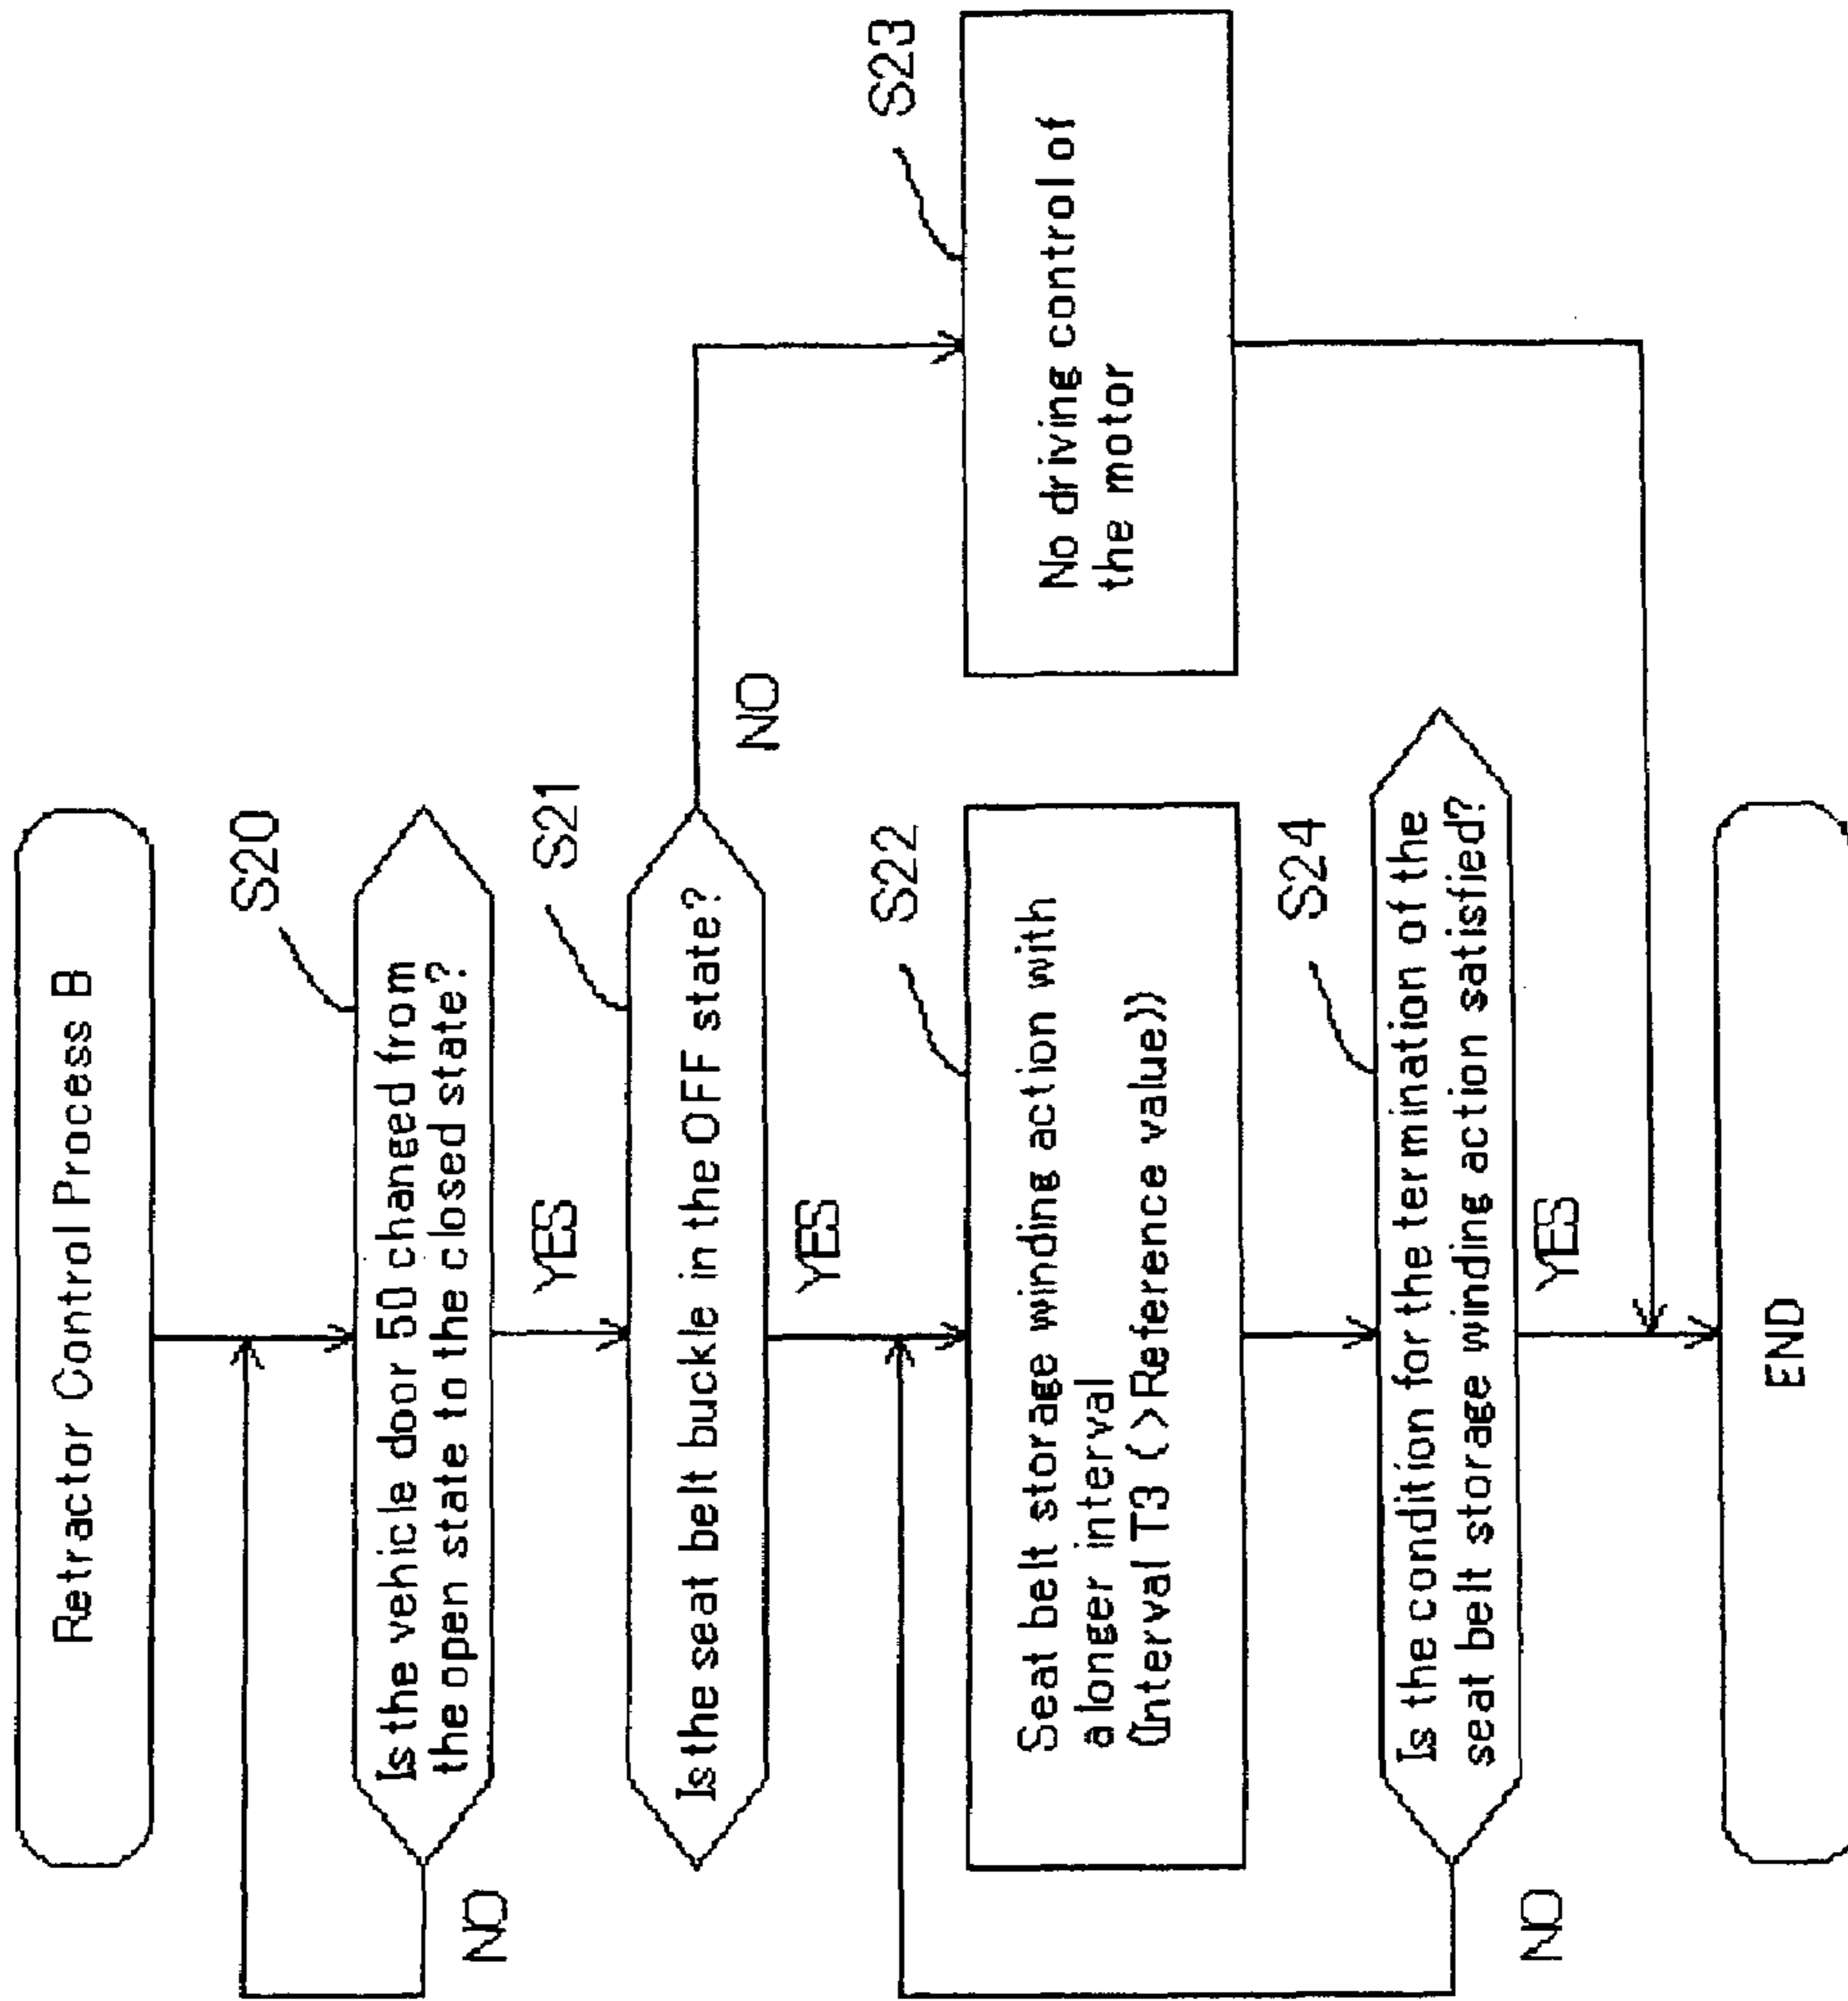 Retractor Control Process B
S20
Is the vehicle door 50 changed from
the open state to the closed state?
NO
YES
S21
Is the seat belt buckle in the OFF state?
NO
YES
S22
Seat belt storage winding action with
a longer interval
(Interval T3 (>Reference value))
S23
No driving control of
the motor
S24
Is the condition for the termination of the
seat belt storage winding action satisfied?
NO
YES
END